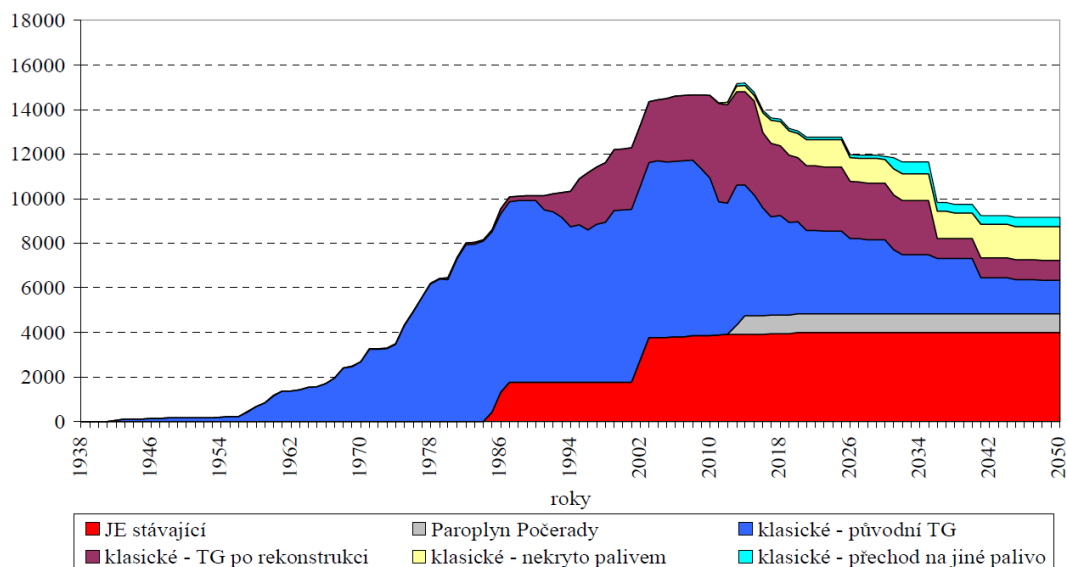 18000
16000
14000
12000
10000
8000
6000
4000
2000
0
1938 1946 1954 1962 1970 1978 1986 1994 2002 2010 2018 2026 2034 2042 2050
roky
JE stávající Paroplyn Počerady klasické - původní TG
klasické - TG po rekonstrukci klasické - nekryto palivem klasické - přechod na jiné palivo